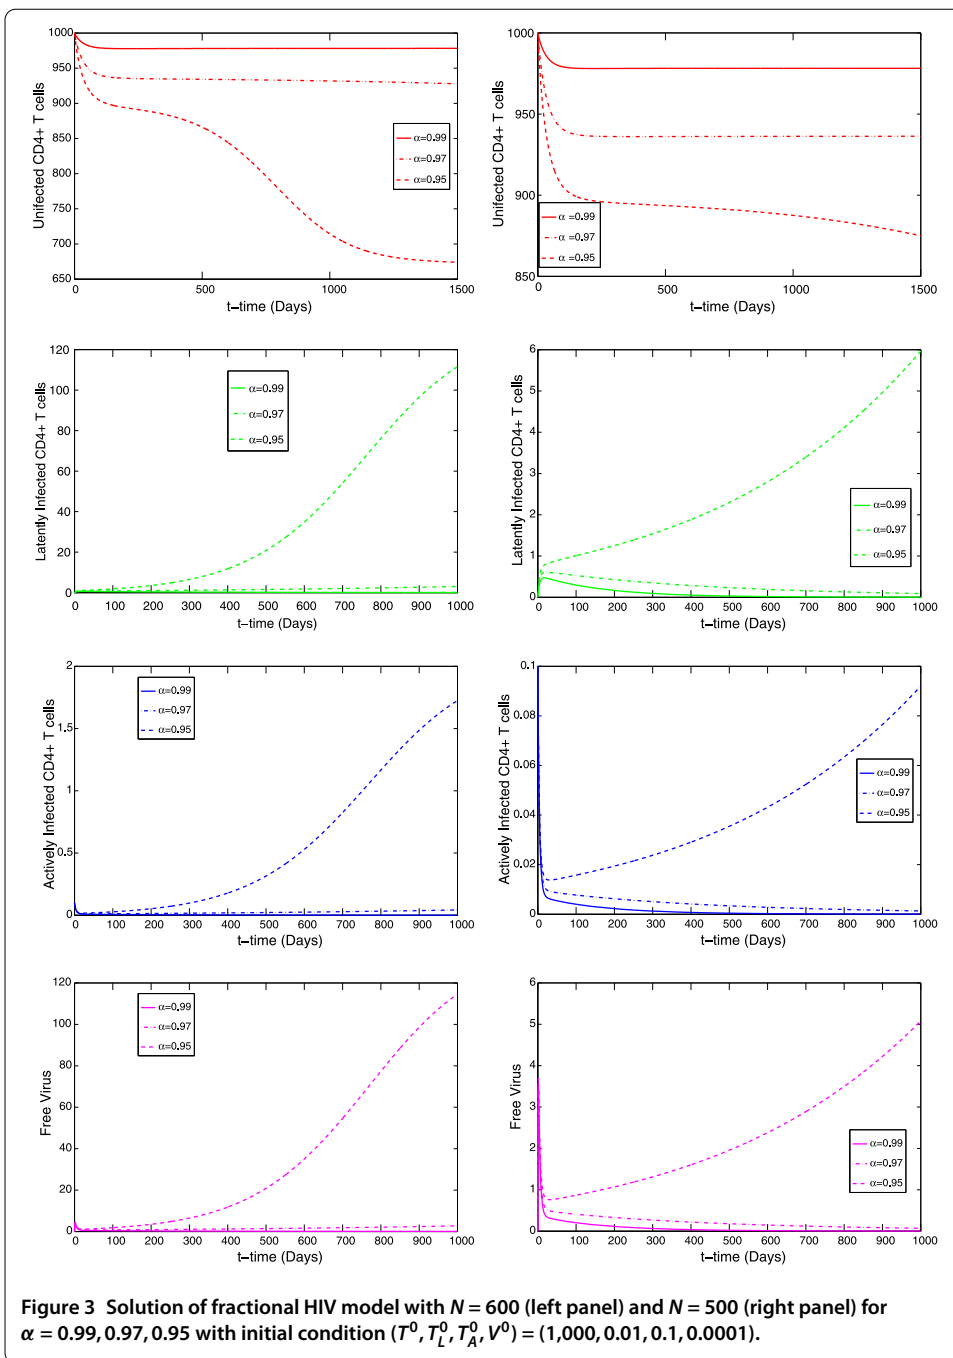 1000
950
900
850
800
750
700
650
0
500
1000
1500
Unifected CD4+ T cells
t−time (Days)
α=0.99
α=0.97
α=0.95
1000
950
900
850
0
500
1000
1500
Uninfected CD4+ T cells
t−time (Days)
α =0.99
α =0.97
α =0.95
120
100
80
60
40
20
0
0 100 200 300 400 500 600 700 800 900 1000
Latently Infected CD4+ T cells
t−time (Days)
α=0.99
α=0.97
α=0.95
6
5
4
3
2
1
0
0 100 200 300 400 500 600 700 800 900 1000
Latently Infected CD4+ T cells
t−time (Days)
α=0.99
α=0.97
α=0.95
2
1.5
1
0.5
0
0 100 200 300 400 500 600 700 800 900 1000
Actively Infected CD4+ T cells
t−time (Days)
α=0.99
α=0.97
α=0.95
0.1
0.08
0.06
0.04
0.02
0
0 100 200 300 400 500 600 700 800 900 1000
Actively Infected CD4+ T cells
t−time (Days)
α=0.99
α=0.97
α=0.95
120
100
80
60
40
20
0
0 100 200 300 400 500 600 700 800 900 1000
Free Virus
t−time (Days)
α=0.99
α=0.97
α=0.95
6
5
4
3
2
1
0
0 100 200 300 400 500 600 700 800 900 1000
Free Virus
t−time (Days)
α=0.99
α=0.97
α=0.95
Figure 3 Solution of fractional HIV model with N = 600 (left panel) and N = 500 (right panel) for
α = 0.99, 0.97, 0.95 with initial condition (T⁰, T_L⁰, T_A⁰, V⁰) = (1,000, 0.01, 0.1, 0.0001).